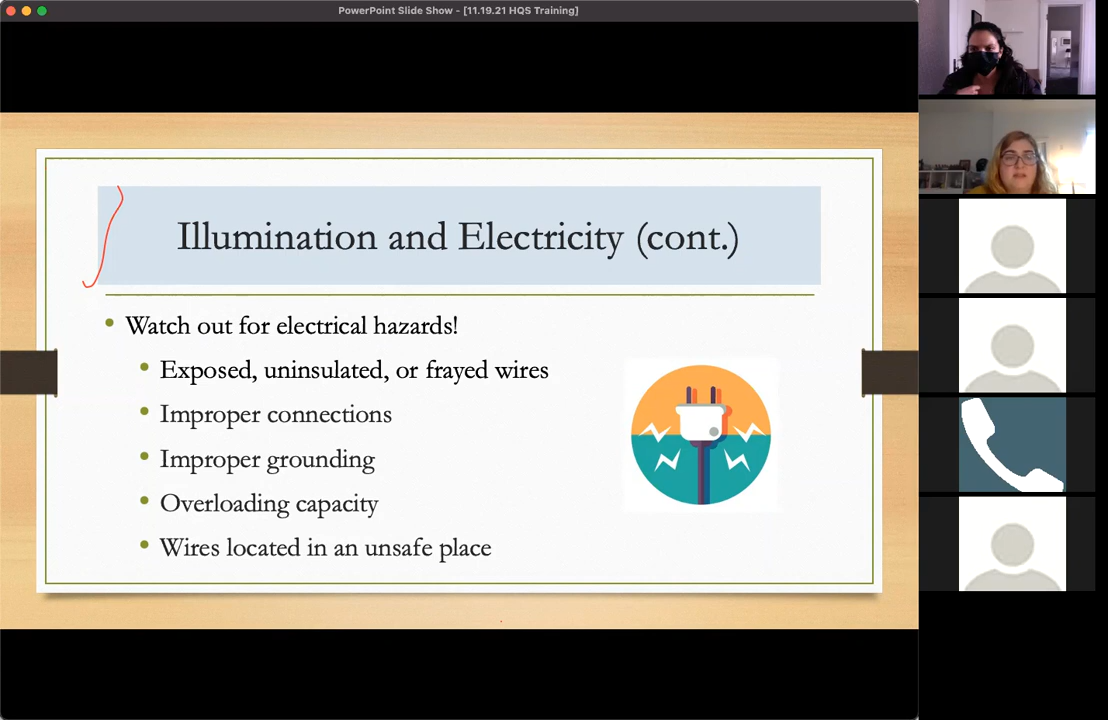 PowerPoint Slide Show - [11.19.21 HQS Training]
Illumination and Electricity (cont.)
Watch out for electrical hazards!
Exposed, uninsulated, or frayed wires
Improper connections
Improper grounding
Overloading capacity
Wires located in an unsafe place